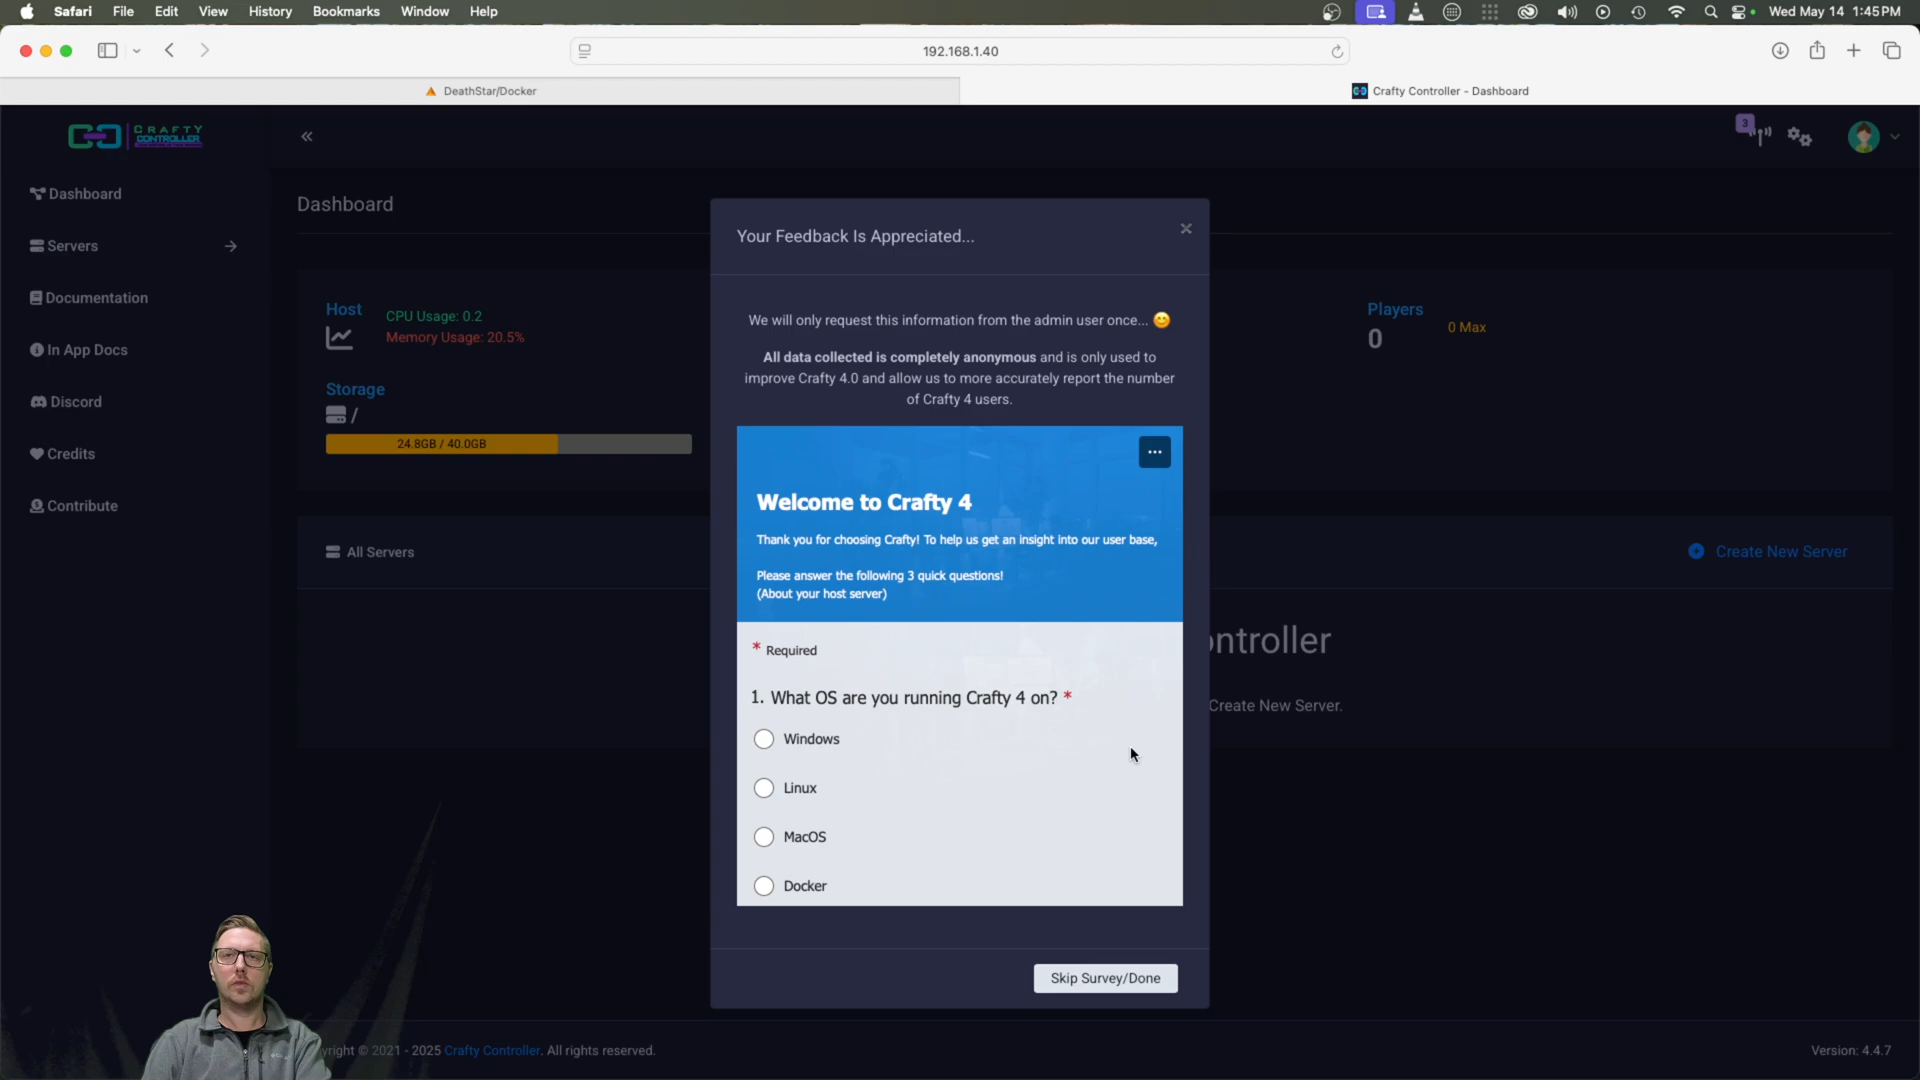 Safari File Edit View History Bookmarks Window Help Wed May 14 1:45 PM
192.168.1.40
DeathStar/Docker Crafty Controller - Dashboard
CRAFTY
CONTROLLER
3
Dashboard
Servers
Documentation
In App Docs
Discord
Credits
Contribute
Dashboard
Host
CPU Usage: 0.2
Memory Usage: 20.5%
Storage
/
24.8GB / 40.0GB
Players
0
0 Max
All Servers
Create New Server
ontroller
Create New Server.
Your Feedback Is Appreciated...
×
We will only request this information from the admin user once... 😊
All data collected is completely anonymous and is only used to
improve Crafty 4.0 and allow us to more accurately report the number
of Crafty 4 users.
...
Welcome to Crafty 4
Thank you for choosing Crafty! To help us get an insight into our user base,
Please answer the following 3 quick questions!
(About your host server)
* Required
1. What OS are you running Crafty 4 on? *
Windows
Linux
MacOS
Docker
Skip Survey/Done
yright © 2021 - 2025 Crafty Controller. All rights reserved.
Version: 4.4.7